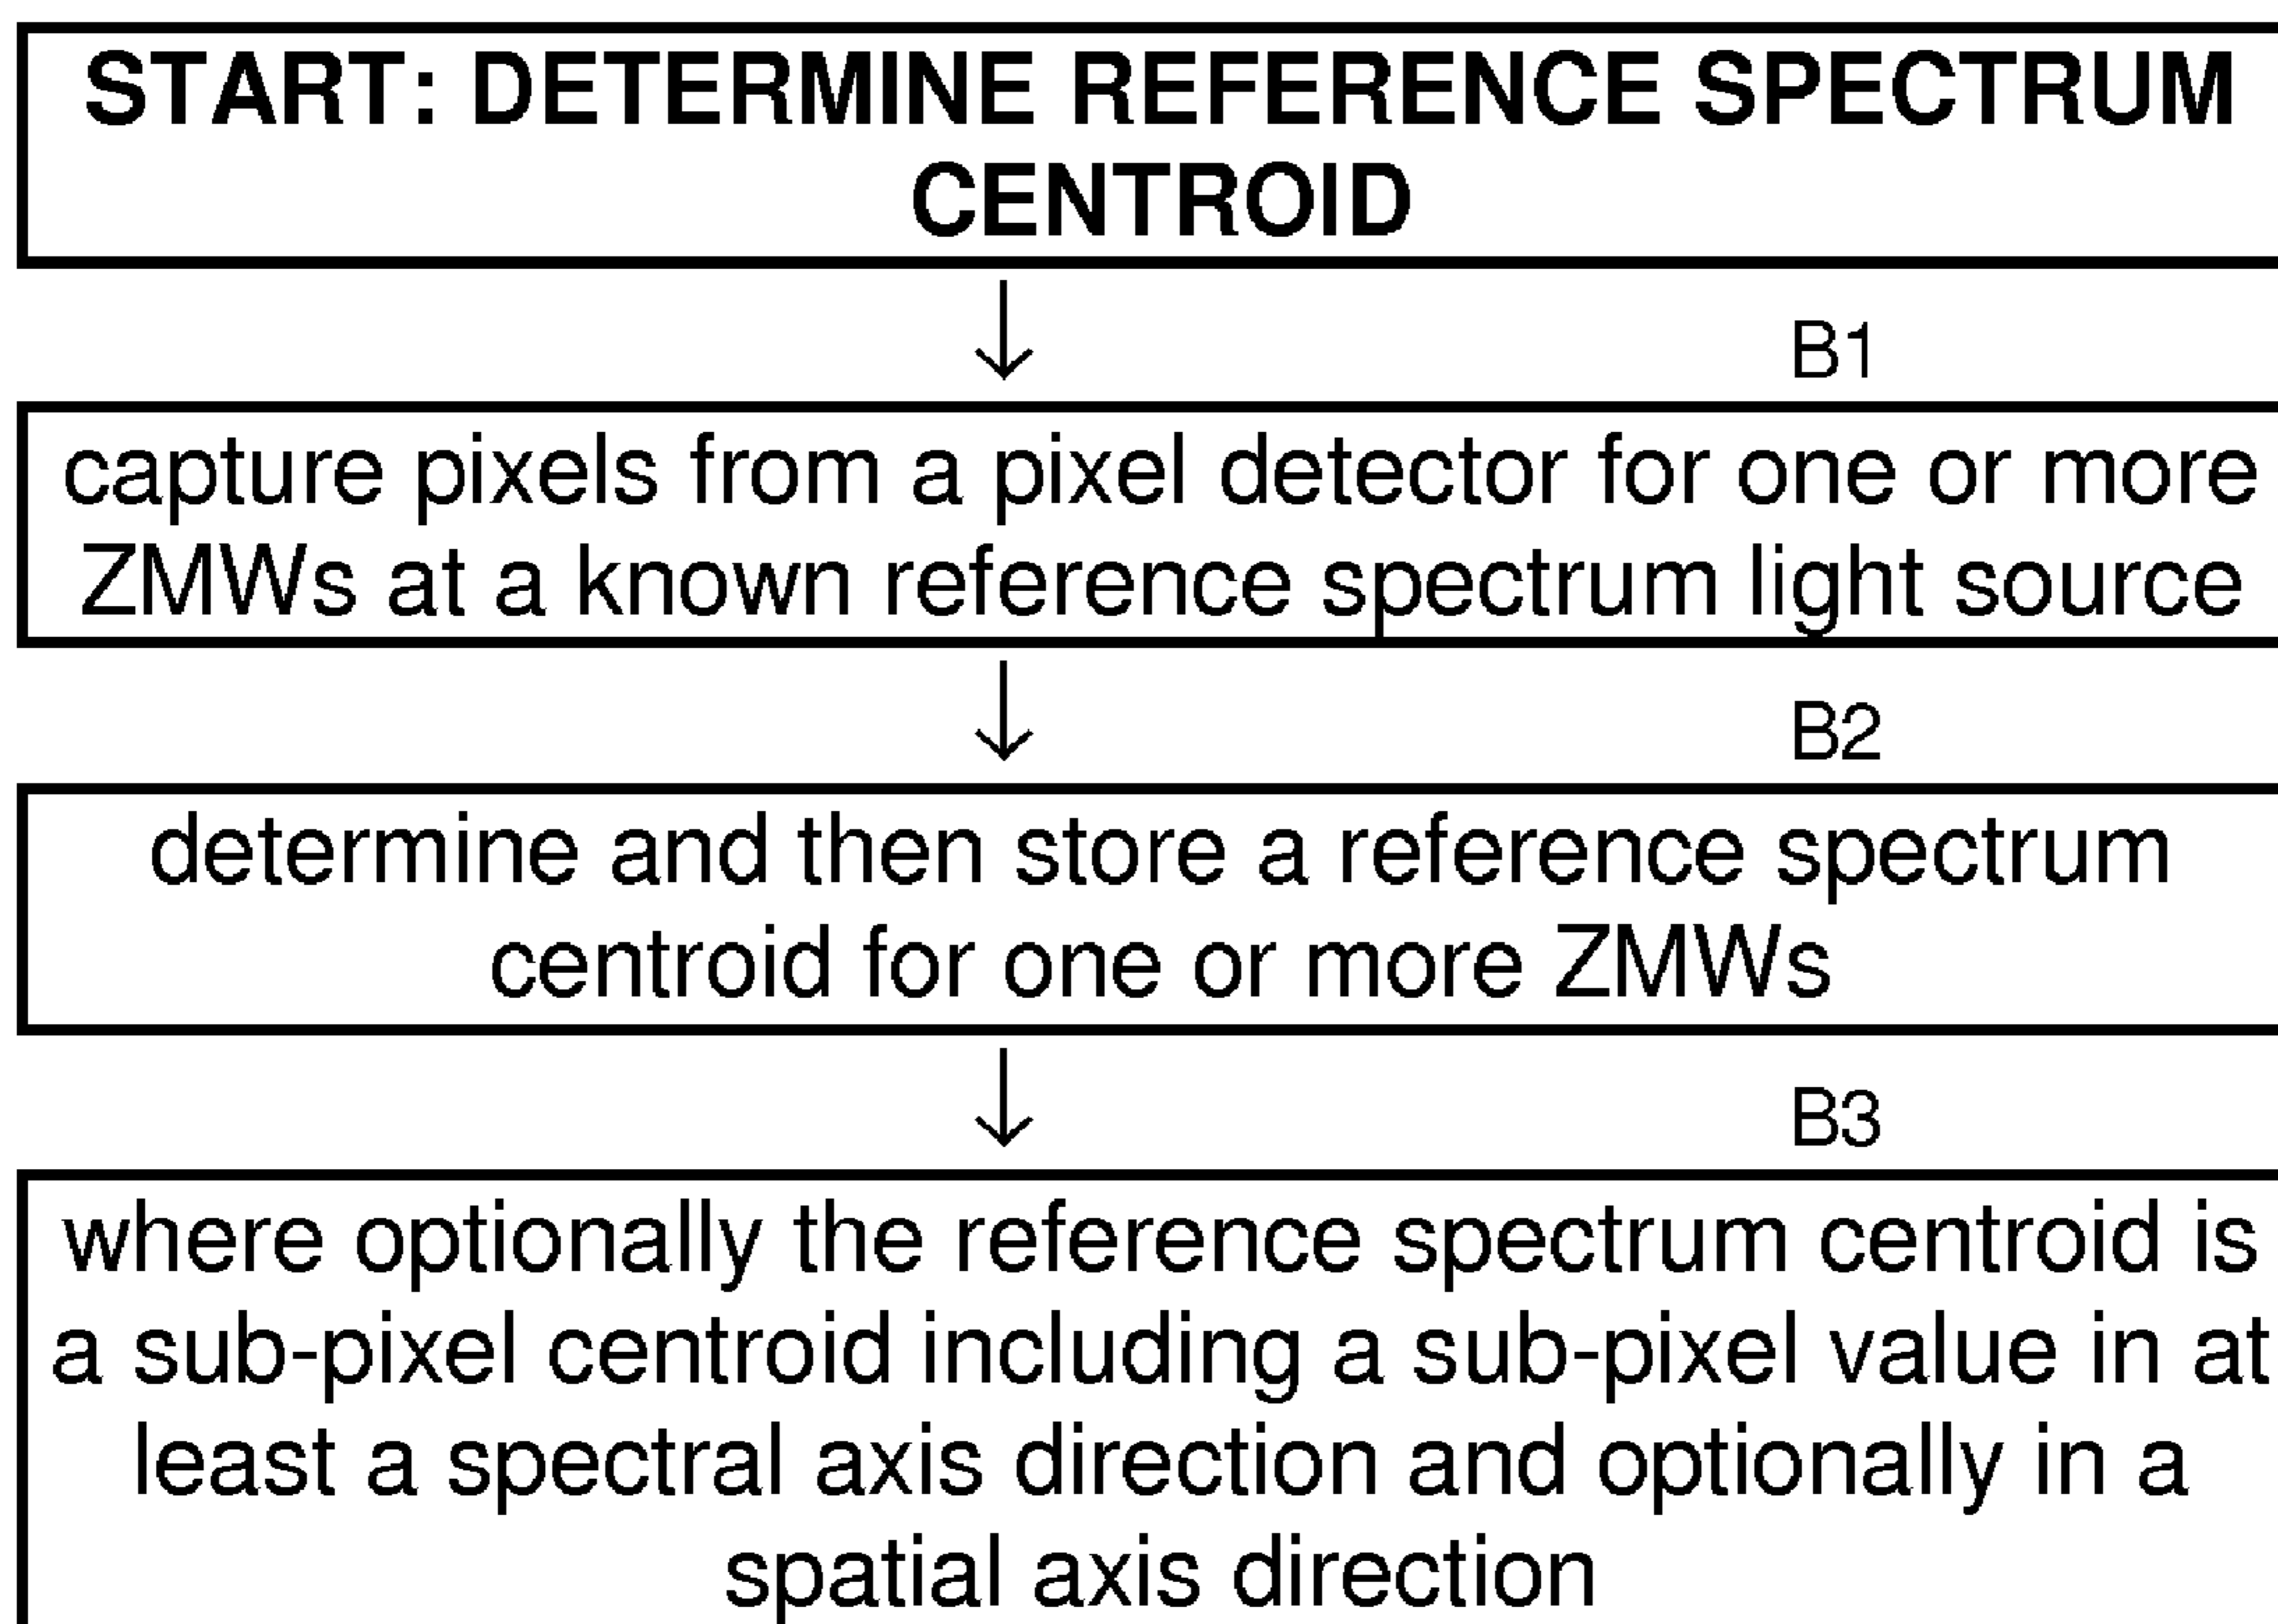 START: DETERMINE REFERENCE SPECTRUM
CENTROID
B1
capture pixels from a pixel detector for one or more
ZMWs at a known reference spectrum light source
B2
determine and then store a reference spectrum
centroid for one or more ZMWs
B3
where optionally the reference spectrum centroid is
a sub-pixel centroid including a sub-pixel value in at
least a spectral axis direction and optionally in a
spatial axis direction